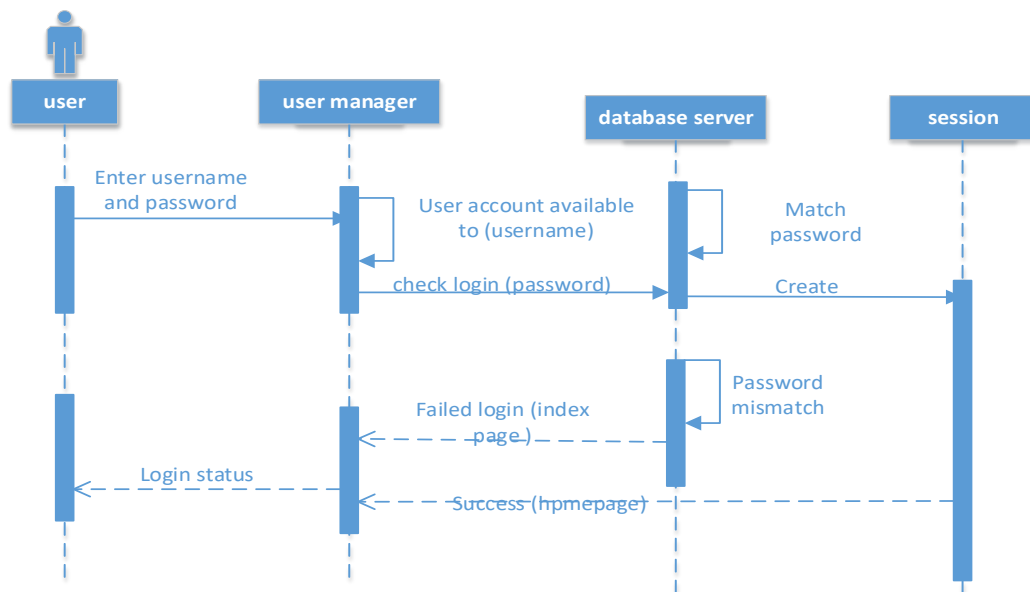 user
user manager
database server
session
Enter username
and password
User account available
to (username)
Match
password
check login (password)
Create
Password
mismatch
Failed login (index
page )
Login status
Success (hpmepage)